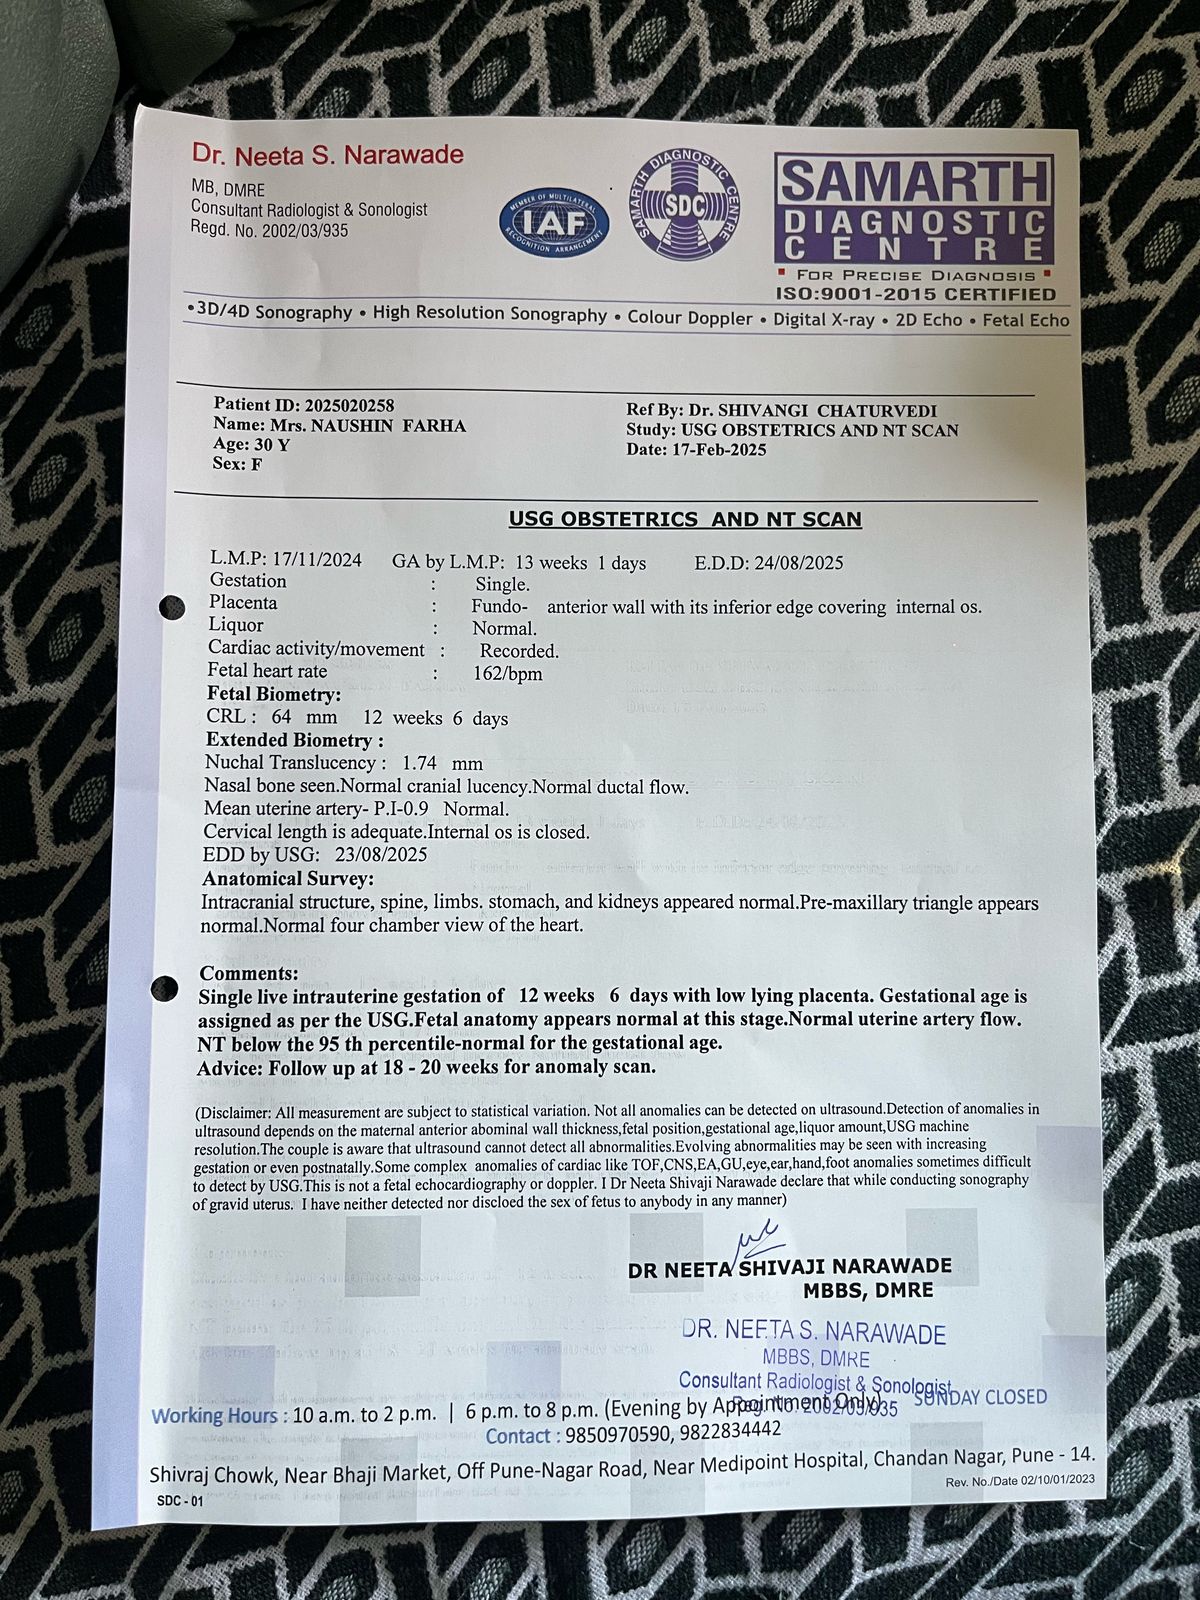 Dr. Neeta S. Narawade
MB, DMRE
Consultant Radiologist & Sonologist
Regd. No. 2002/03/935
MEMBER OF MULTILATERAL
IAF
RECOGNITION ARRANGEMENT
SAMARTH DIAGNOSTIC CENTRE
SDC
SAMARTH
DIAGNOSTIC
CENTRE
FOR PRECISE DIAGNOSIS
ISO:9001-2015 CERTIFIED
•3D/4D Sonography • High Resolution Sonography • Colour Doppler • Digital X-ray • 2D Echo • Fetal Echo
Patient ID: 2025020258
Name: Mrs. NAUSHIN FARHA
Age: 30 Y
Sex: F
Ref By: Dr. SHIVANGI CHATURVEDI
Study: USG OBSTETRICS AND NT SCAN
Date: 17-Feb-2025
USG OBSTETRICS AND NT SCAN
L.M.P: 17/11/2024 GA by L.M.P: 13 weeks 1 days E.D.D: 24/08/2025
Gestation : Single.
Placenta : Fundo- anterior wall with its inferior edge covering internal os.
Liquor : Normal.
Cardiac activity/movement : Recorded.
Fetal heart rate : 162/bpm
Fetal Biometry:
CRL : 64 mm 12 weeks 6 days
Extended Biometry :
Nuchal Translucency : 1.74 mm
Nasal bone seen.Normal cranial lucency.Normal ductal flow.
Mean uterine artery- P.I-0.9 Normal.
Cervical length is adequate.Internal os is closed.
EDD by USG: 23/08/2025
Anatomical Survey:
Intracranial structure, spine, limbs. stomach, and kidneys appeared normal.Pre-maxillary triangle appears
normal.Normal four chamber view of the heart.
Comments:
Single live intrauterine gestation of 12 weeks 6 days with low lying placenta. Gestational age is
assigned as per the USG.Fetal anatomy appears normal at this stage.Normal uterine artery flow.
NT below the 95 th percentile-normal for the gestational age.
Advice: Follow up at 18 - 20 weeks for anomaly scan.
(Disclaimer: All measurement are subject to statistical variation. Not all anomalies can be detected on ultrasound.Detection of anomalies in
ultrasound depends on the maternal anterior abdominal wall thickness,fetal position,gestational age,liquor amount,USG machine
resolution.The couple is aware that ultrasound cannot detect all abnormalities.Evolving abnormalities may be seen with increasing
gestation or even postnatally.Some complex anomalies of cardiac like TOF,CNS,EA,GU,eye,ear,hand,foot anomalies sometimes difficult
to detect by USG.This is not a fetal echocardiography or doppler. I Dr Neeta Shivaji Narawade declare that while conducting sonography
of gravid uterus. I have neither detected nor discloed the sex of fetus to anybody in any manner)
DR NEETA SHIVAJI NARAWADE
MBBS, DMRE
DR. NEETA S. NARAWADE
MBBS, DMRE
Consultant Radiologist & Sonologist
Reg. No. 2002/03/935
SUNDAY CLOSED
Working Hours : 10 a.m. to 2 p.m. | 6 p.m. to 8 p.m. (Evening by Appointment Only)
Contact : 9850970590, 9822834442
Shivraj Chowk, Near Bhaji Market, Off Pune-Nagar Road, Near Medipoint Hospital, Chandan Nagar, Pune - 14.
SDC - 01
Rev. No./Date 02/10/01/2023